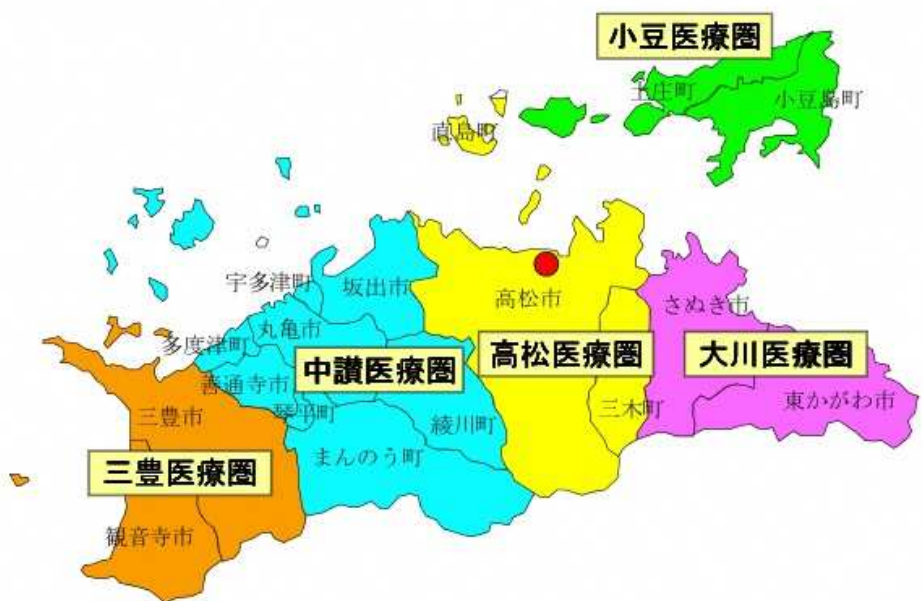 小豆医療圏
土庄町
小豆島町
直島町
宇多津町
坂出市
高松市
さぬき市
丸亀市
多度津町
中讃医療圏
高松医療圏
大川医療圏
善通寺市
琴平町
三豊市
綾川町
三木町
東かがわ市
まんのう町
三豊医療圏
観音寺市